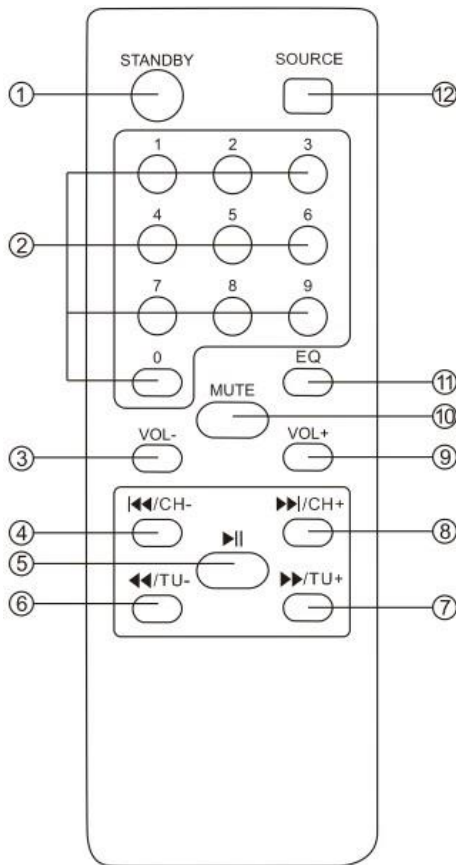 STANDBY SOURCE
① ⑫
1 2 3
4 5 6
②
7 8 9
0 EQ
⑪
MUTE
⑩
VOL- VOL+
③ ⑨
|◀◀/CH- ▶▶|/CH+
④ ⑧
▶||
⑤
◀◀/TU- ▶▶/TU+
⑥ ⑦